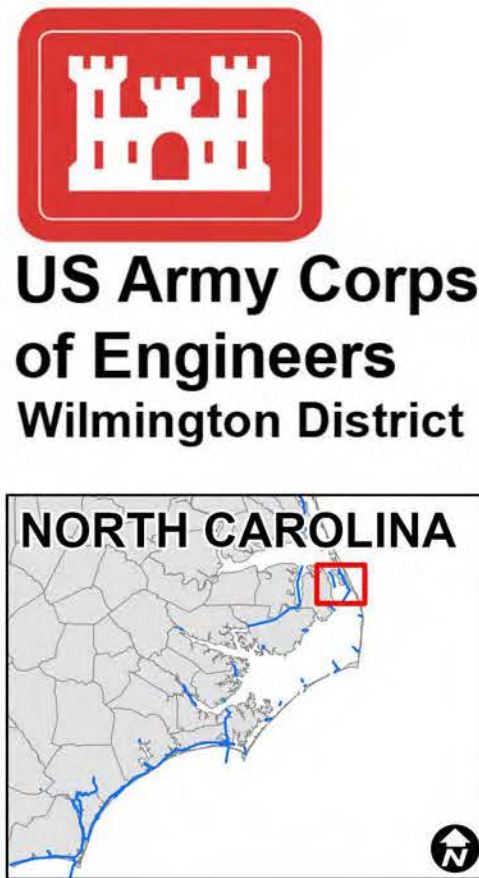 US Army Corps
of Engineers
Wilmington District
NORTH CAROLINA
N